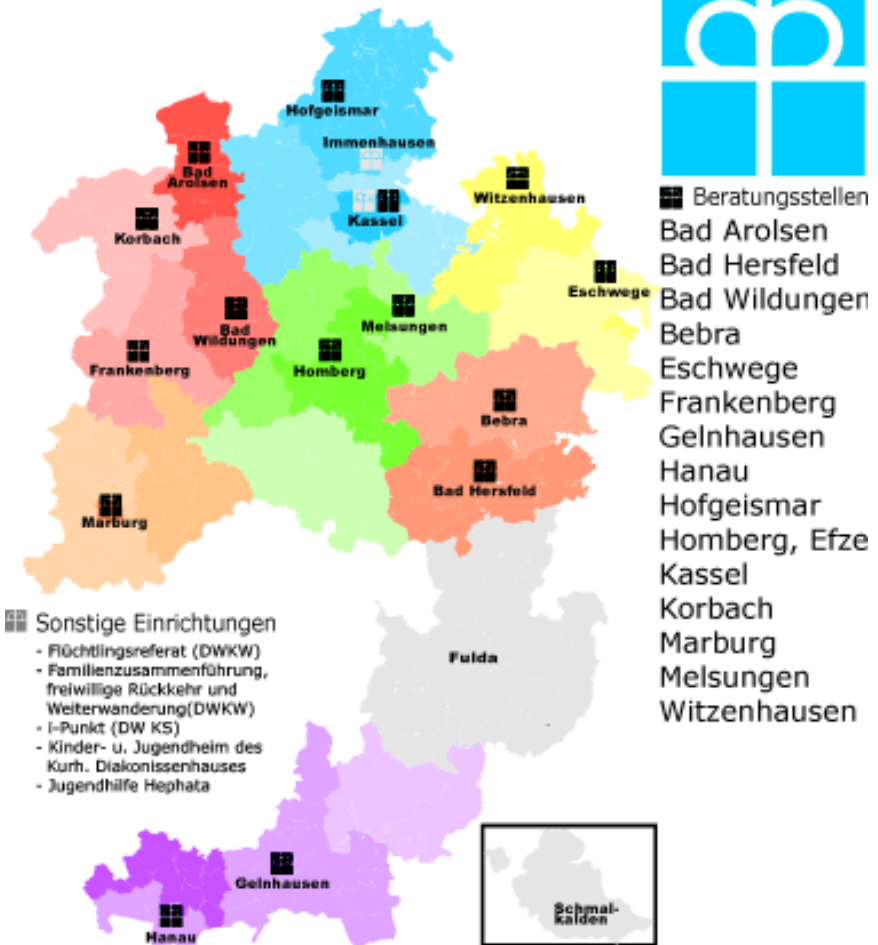 Hofgeismar
Immenhausen
Bad
Arolsen
Witzenhausen
Kassel
Korbach
Eschwege
Melsungen
Bad
Wildungen
Homberg
Frankenberg
Bebra
Bad Hersfeld
Marburg
Fulda
Gelnhausen
Hanau
Schmal-
kalden
Sonstige Einrichtungen
- Flüchtlingsreferat (DWKW)
- Familienzusammenführung,
freiwillige Rückkehr und
Weiterwanderung(DWKW)
- i-Punkt (DW KS)
- Kinder- u. Jugendheim des
Kurh. Diakonissenhauses
- Jugendhilfe Hephata
Beratungsstellen
Bad Arolsen
Bad Hersfeld
Bad Wildungen
Bebra
Eschwege
Frankenberg
Gelnhausen
Hanau
Hofgeismar
Homberg, Efze
Kassel
Korbach
Marburg
Melsungen
Witzenhausen